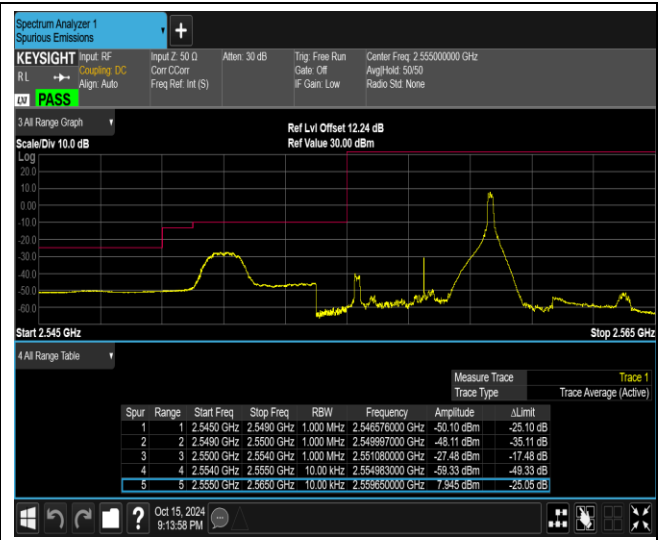 Spectrum Analyzer 1
Spurious Emissions
+
KEYSIGHT Input: RF Input Z: 50 Ω Atten: 30 dB Trig: Free Run Center Freq: 2.555000000 GHz
RL Coupling: DC Corr CCorr Gate: Off Avg|Hold: 50/50
Align: Auto Freq Ref: Int (S) IF Gain: Low Radio Std: None
LXI PASS
3 All Range Graph
Ref Lvl Offset 12.24 dB
Scale/Div 10.0 dB Ref Value 30.00 dBm
Log
20.0
10.0
0.00
-10.0
-20.0
-30.0
-40.0
-50.0
-60.0
Start 2.545 GHz Stop 2.565 GHz
4 All Range Table
Measure Trace Trace 1
Trace Type Trace Average (Active)
Spur Range Start Freq Stop Freq RBW Frequency Amplitude ΔLimit
1 1 2.5450 GHz 2.5490 GHz 1.000 MHz 2.546576000 GHz -50.10 dBm -25.10 dB
2 2 2.5490 GHz 2.5500 GHz 1.000 MHz 2.549997000 GHz -48.11 dBm -35.11 dB
3 3 2.5500 GHz 2.5540 GHz 1.000 MHz 2.551080000 GHz -27.48 dBm -17.48 dB
4 4 2.5540 GHz 2.5550 GHz 10.00 kHz 2.554983000 GHz -59.33 dBm -49.33 dB
5 5 2.5550 GHz 2.5650 GHz 10.00 kHz 2.559650000 GHz 7.945 dBm -25.05 dB
? Oct 15, 2024
9:13:58 PM